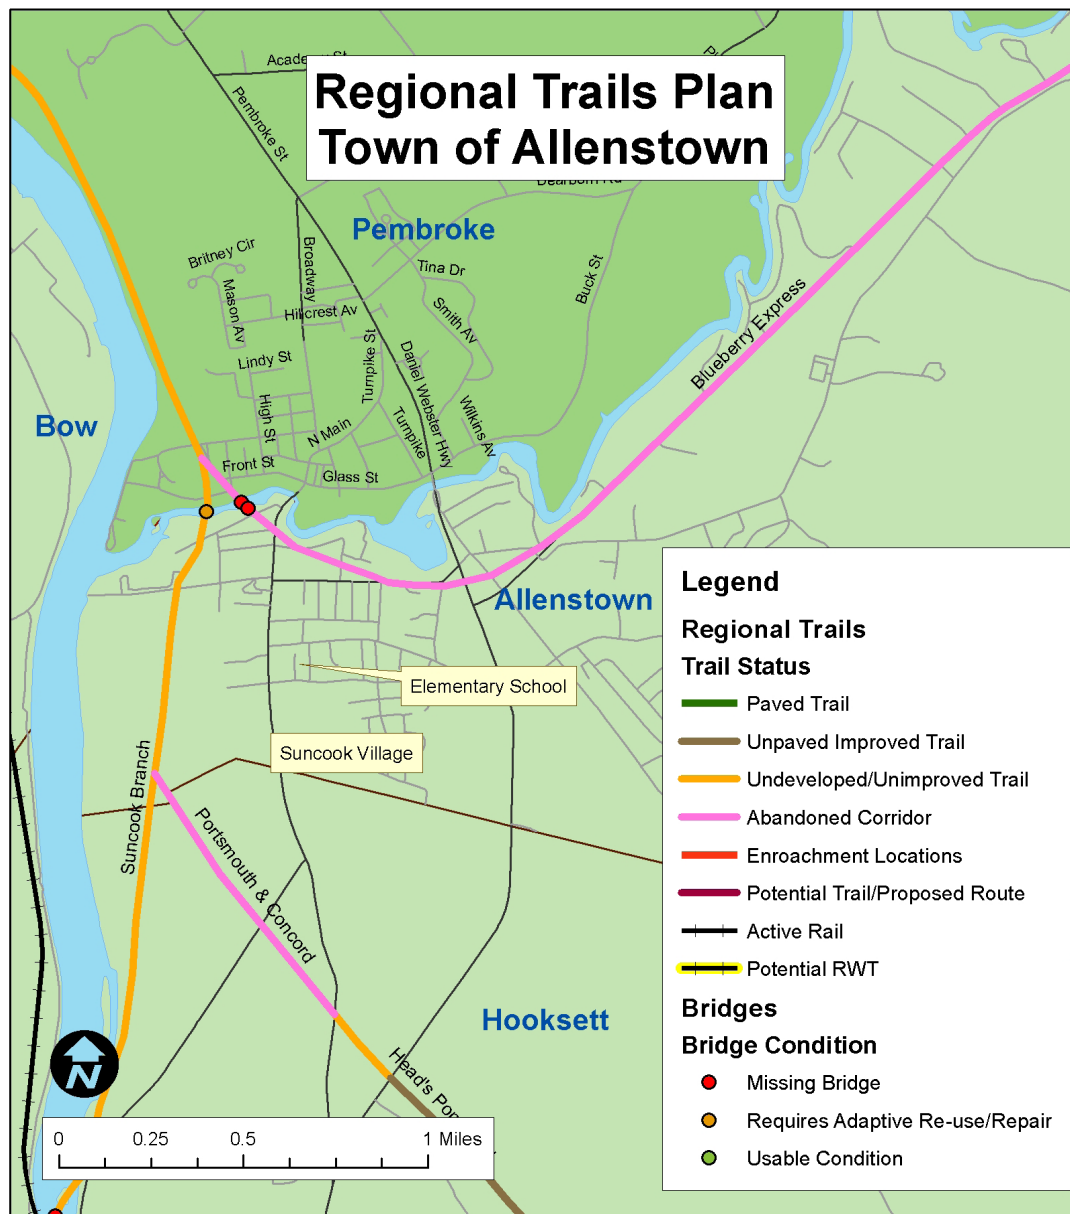 Regional Trails Plan
Town of Allenstown
Pembroke St
Pembroke
Britney Cir
Broadway
Tina Dr
Buck St
Mason Av
Hillcrest Av
Smith Av
Blueberry Express
Lindy St
Turnpike St
Daniel Webster Hwy
Bow
High St
N Main
Turnpike
Wilkins Av
Front St
Glass St
Allenstown
Elementary School
Suncook Village
Suncook Branch
Portsmouth & Concord
Hooksett
Head's
N
0 0.25 0.5 1 Miles
Legend
Regional Trails
Trail Status
Paved Trail
Unpaved Improved Trail
Undeveloped/Unimproved Trail
Abandoned Corridor
Enroachment Locations
Potential Trail/Proposed Route
Active Rail
Potential RWT
Bridges
Bridge Condition
Missing Bridge
Requires Adaptive Re-use/Repair
Usable Condition